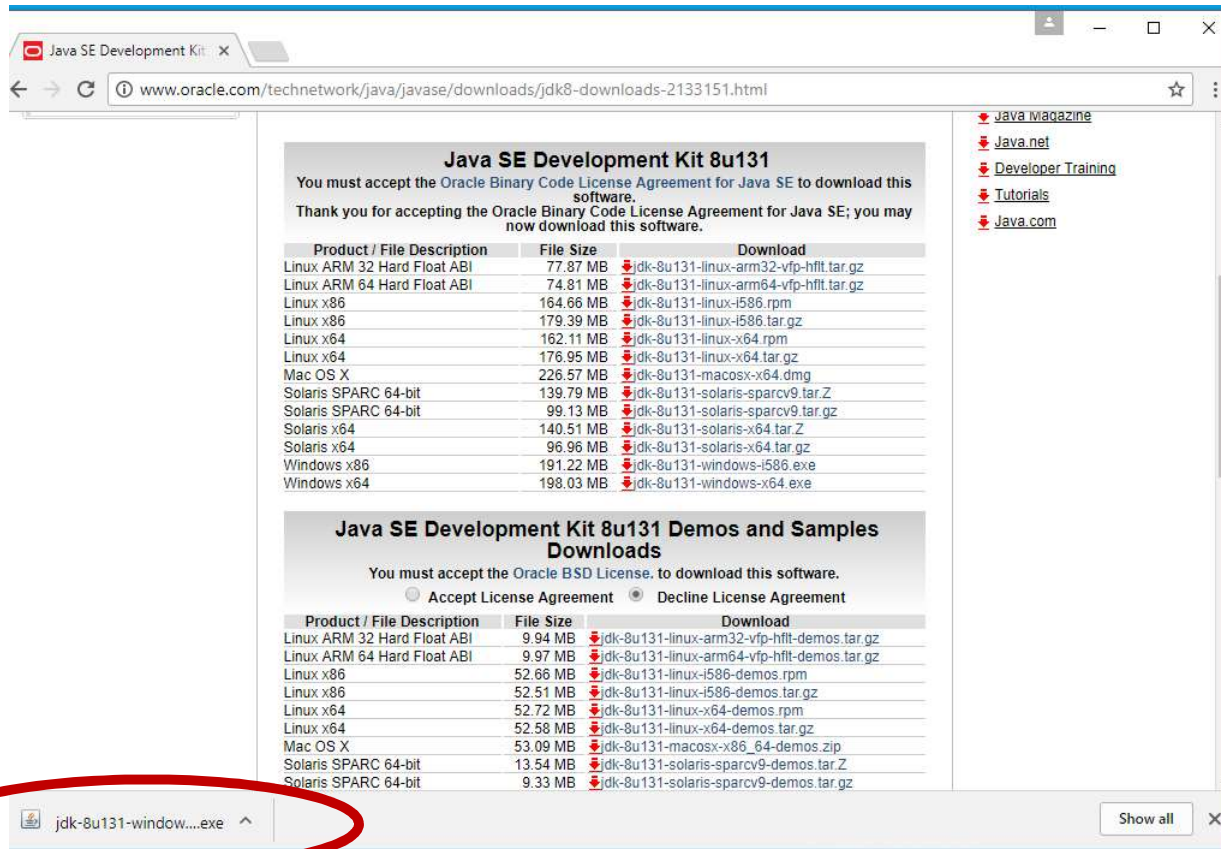 Java SE Development Kit
www.oracle.com/technetwork/java/javase/downloads/jdk8-downloads-2133151.html
Java SE Development Kit 8u131
You must accept the Oracle Binary Code License Agreement for Java SE to download this
software.
Thank you for accepting the Oracle Binary Code License Agreement for Java SE; you may
now download this software.
Product / File Description File Size Download
Linux ARM 32 Hard Float ABI 77.87 MB jdk-8u131-linux-arm32-vfp-hflt.tar.gz
Linux ARM 64 Hard Float ABI 74.81 MB jdk-8u131-linux-arm64-vfp-hflt.tar.gz
Linux x86 164.66 MB jdk-8u131-linux-i586.rpm
Linux x86 179.39 MB jdk-8u131-linux-i586.tar.gz
Linux x64 162.11 MB jdk-8u131-linux-x64.rpm
Linux x64 176.95 MB jdk-8u131-linux-x64.tar.gz
Mac OS X 226.57 MB jdk-8u131-macosx-x64.dmg
Solaris SPARC 64-bit 139.79 MB jdk-8u131-solaris-sparcv9.tar.Z
Solaris SPARC 64-bit 99.13 MB jdk-8u131-solaris-sparcv9.tar.gz
Solaris x64 140.51 MB jdk-8u131-solaris-x64.tar.Z
Solaris x64 96.96 MB jdk-8u131-solaris-x64.tar.gz
Windows x86 191.22 MB jdk-8u131-windows-i586.exe
Windows x64 198.03 MB jdk-8u131-windows-x64.exe
Java SE Development Kit 8u131 Demos and Samples
Downloads
You must accept the Oracle BSD License. to download this software.
Accept License Agreement Decline License Agreement
Product / File Description File Size Download
Linux ARM 32 Hard Float ABI 9.94 MB jdk-8u131-linux-arm32-vfp-hflt-demos.tar.gz
Linux ARM 64 Hard Float ABI 9.97 MB jdk-8u131-linux-arm64-vfp-hflt-demos.tar.gz
Linux x86 52.66 MB jdk-8u131-linux-i586-demos.rpm
Linux x86 52.51 MB jdk-8u131-linux-i586-demos.tar.gz
Linux x64 52.72 MB jdk-8u131-linux-x64-demos.rpm
Linux x64 52.58 MB jdk-8u131-linux-x64-demos.tar.gz
Mac OS X 53.09 MB jdk-8u131-macosx-x86_64-demos.zip
Solaris SPARC 64-bit 13.54 MB jdk-8u131-solaris-sparcv9-demos.tar.Z
Solaris SPARC 64-bit 9.33 MB jdk-8u131-solaris-sparcv9-demos.tar.gz
Java Magazine
Java.net
Developer Training
Tutorials
Java.com
jdk-8u131-window....exe
Show all